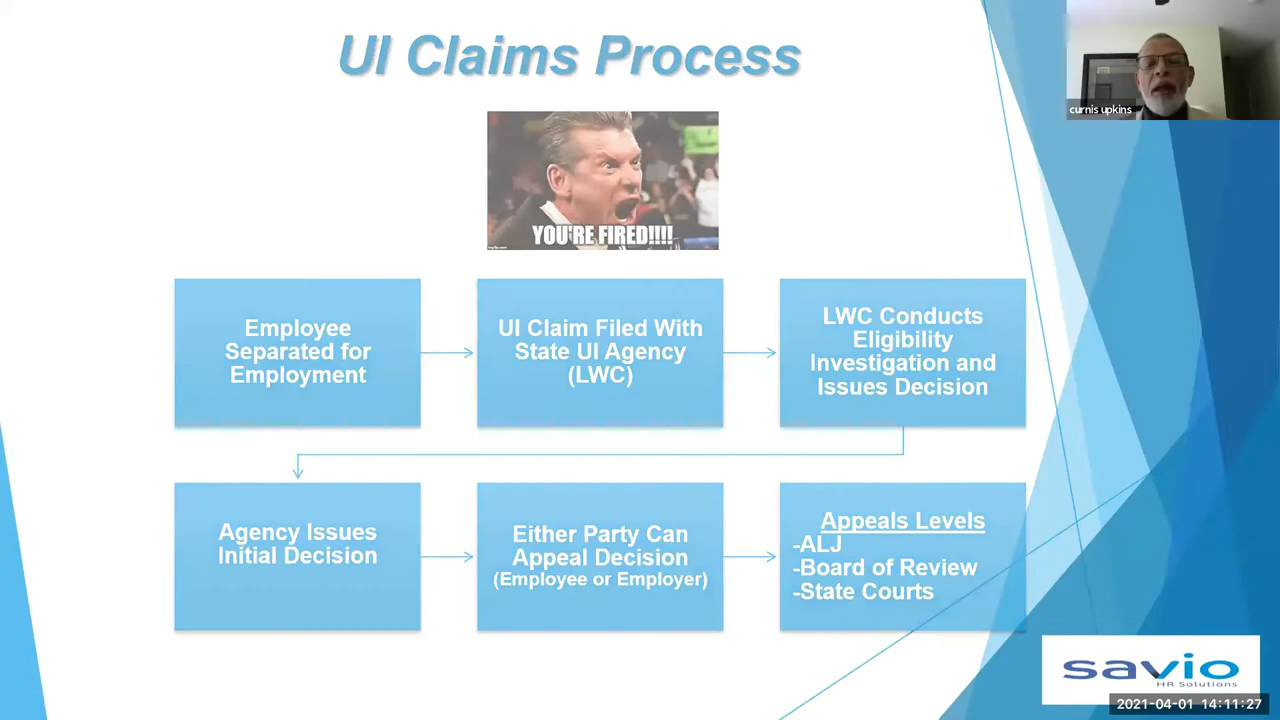 UI Claims Process
curnis upkins
YOU'RE FIRED!!!!
imgflip.com
Employee
Separated for
Employment
UI Claim Filed With
State UI Agency
(LWC)
LWC Conducts
Eligibility
Investigation and
Issues Decision
Agency Issues
Initial Decision
Either Party Can
Appeal Decision
(Employee or Employer)
Appeals Levels
-ALJ
-Board of Review
-State Courts
savio
HR Solutions
2021-04-01 14:11:27